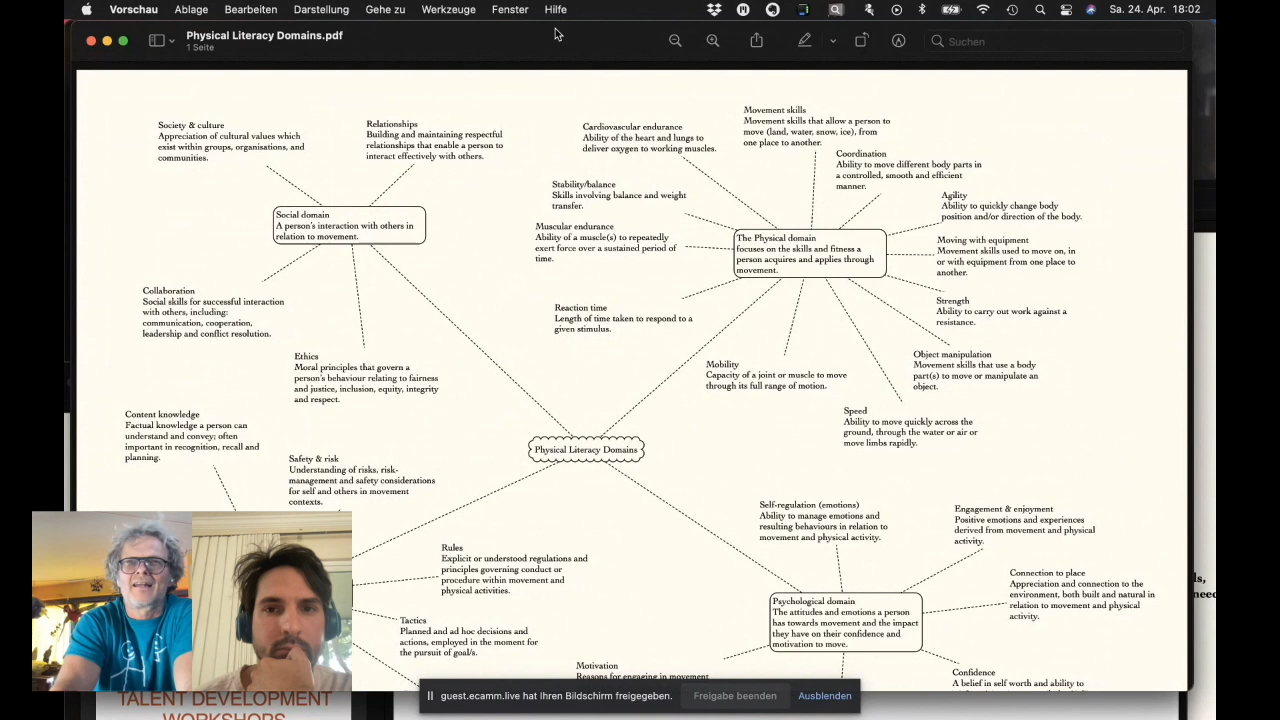 Vorschau Ablage Bearbeiten Darstellung Gehe zu Werkzeuge Fenster Hilfe
Sa. 24. Apr. 18:02
Physical Literacy Domains.pdf
1 Seite
Suchen
Society & culture
Appreciation of cultural values which
exist within groups, organisations, and
communities.
Relationships
Building and maintaining respectful
relationships that enable a person to
interact effectively with others.
Social domain
A person's interaction with others in
relation to movement.
Collaboration
Social skills for successful interaction
with others, including:
communication, cooperation,
leadership and conflict resolution.
Ethics
Moral principles that govern a
person's behaviour relating to fairness
and justice, inclusion, equity, integrity
and respect.
Cardiovascular endurance
Ability of the heart and lungs to
deliver oxygen to working muscles.
Movement skills
Movement skills that allow a person to
move (land, water, snow, ice), from
one place to another.
Coordination
Ability to move different body parts in
a controlled, smooth and efficient
manner.
Stability/balance
Skills involving balance and weight
transfer.
Agility
Ability to quickly change body
position and/or direction of the body.
Muscular endurance
Ability of a muscle(s) to repeatedly
exert force over a sustained period of
time.
The Physical domain
focuses on the skills and fitness a
person acquires and applies through
movement.
Moving with equipment
Movement skills used to move on, in
or with equipment from one place to
another.
Reaction time
Length of time taken to respond to a
given stimulus.
Strength
Ability to carry out work against a
resistance.
Mobility
Capacity of a joint or muscle to move
through its full range of motion.
Object manipulation
Movement skills that use a body
part(s) to move or manipulate an
object.
Speed
Ability to move quickly across the
ground, through the water or air or
move limbs rapidly.
Physical Literacy Domains
Content knowledge
Factual knowledge a person can
understand and convey; often
important in recognition, recall and
planning.
Safety & risk
Understanding of risks, risk-
management and safety considerations
for self and others in movement
contexts.
Rules
Explicit or understood regulations and
principles governing conduct or
procedure within movement and
physical activities.
Tactics
Planned and ad hoc decisions and
actions, employed in the moment for
the pursuit of goal/s.
Self-regulation (emotions)
Ability to manage emotions and
resulting behaviours in relation to
movement and physical activity.
Engagement & enjoyment
Positive emotions and experiences
derived from movement and physical
activity.
Connection to place
Appreciation and connection to the
environment, both built and natural in
relation to movement and physical
activity.
Psychological domain
The attitudes and emotions a person
has towards movement and the impact
they have on their confidence and
motivation to move.
Motivation
Reasons for engaging in movement
Confidence
A belief in self worth and ability to
guest.ecamm.live hat Ihren Bildschirm freigegeben. Freigabe beenden Ausblenden
TALENT DEVELOPMENT
WORKSHOPS